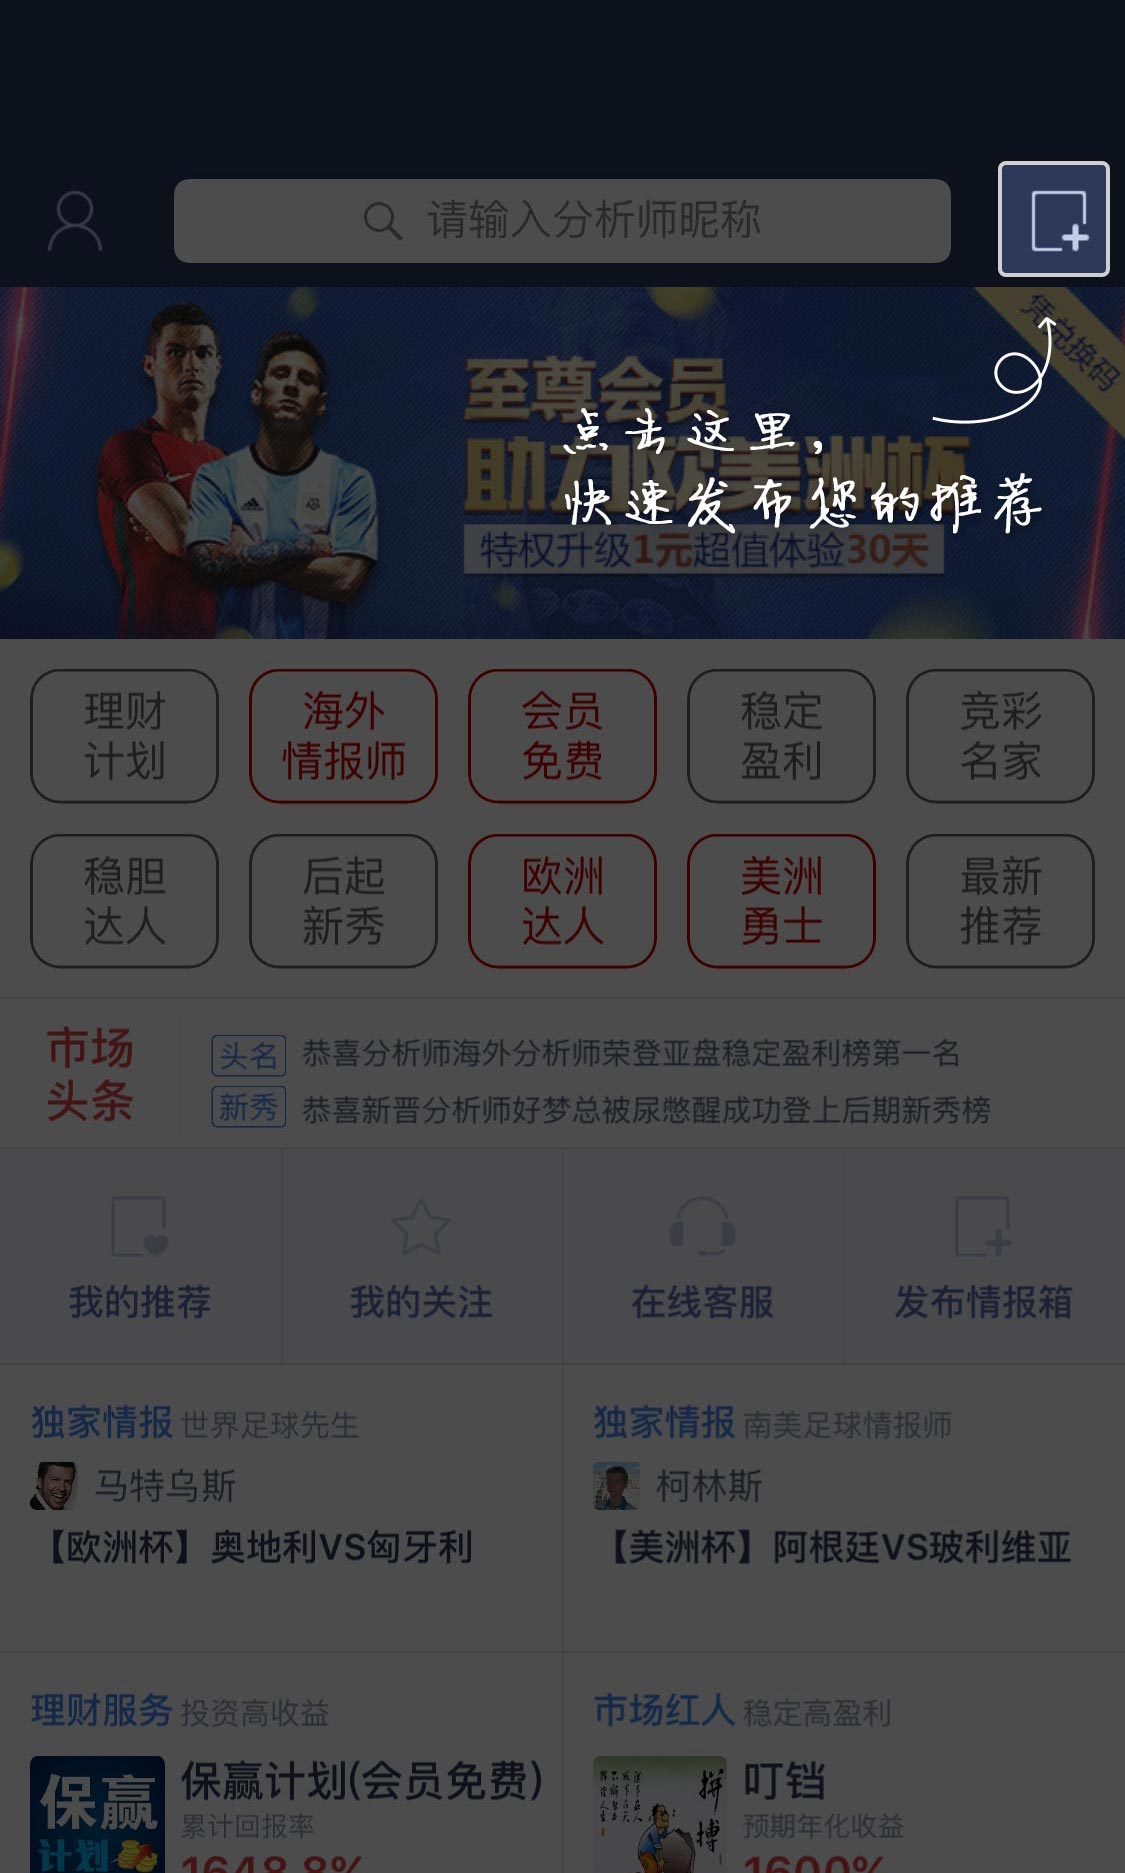 请输入分析师昵称
凭兑换码
至尊会员
点击这里，
助力欧美洲杯
快速发布您的推荐
特权升级1元超值体验30天
理财
计划
海外
情报师
会员
免费
稳定
盈利
竞彩
名家
稳胆
达人
后起
新秀
欧洲
达人
美洲
勇士
最新
推荐
市场
头条
头名 恭喜分析师海外分析师荣登亚盘稳定盈利榜第一名
新秀 恭喜新晋分析师好梦总被尿憋醒成功登上后期新秀榜
我的推荐
我的关注
在线客服
发布情报箱
独家情报 世界足球先生
马特乌斯
【欧洲杯】奥地利VS匈牙利
独家情报 南美足球情报师
柯林斯
【美洲杯】阿根廷VS玻利维亚
理财服务 投资高收益
保赢
计划
保赢计划(会员免费)
累计回报率
1648.8%
市场红人 稳定高盈利
拼
搏
叮铛
预期年化收益
1600%